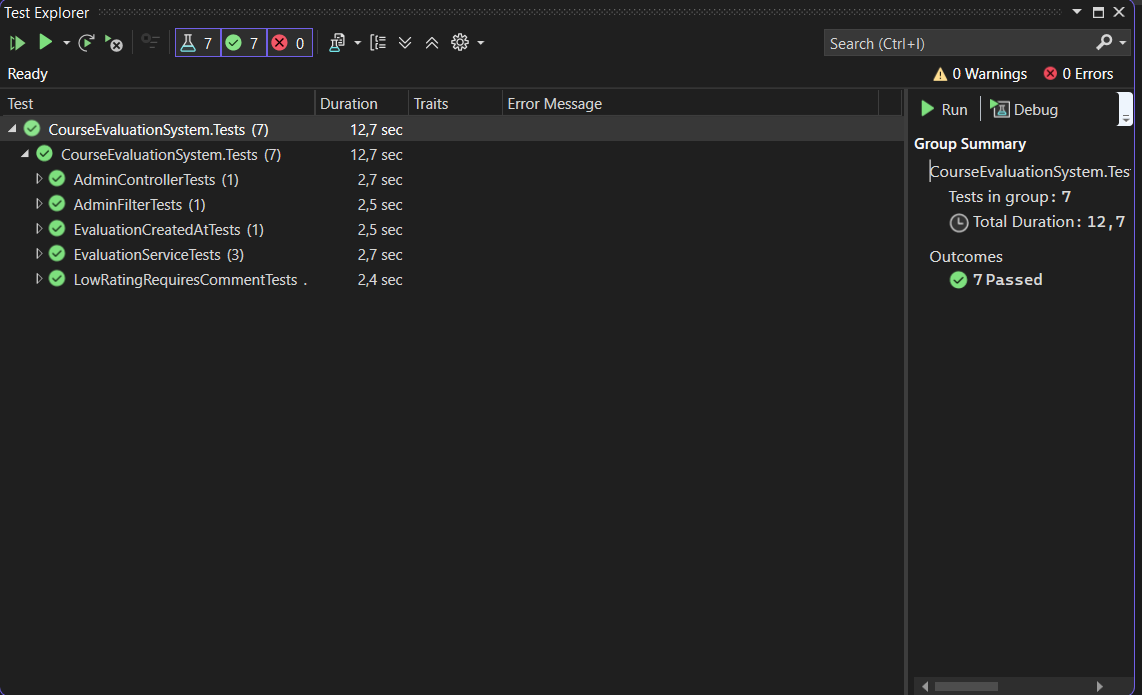 Test Explorer
7 7 0
Search (Ctrl+I)
Ready
0 Warnings 0 Errors
Test Duration Traits Error Message
CourseEvaluationSystem.Tests (7) 12,7 sec
CourseEvaluationSystem.Tests (7) 12,7 sec
AdminControllerTests (1) 2,7 sec
AdminFilterTests (1) 2,5 sec
EvaluationCreatedAtTests (1) 2,5 sec
EvaluationServiceTests (3) 2,7 sec
LowRatingRequiresCommentTests . 2,4 sec
Run Debug
Group Summary
CourseEvaluationSystem.Tes
Tests in group: 7
Total Duration: 12,7
Outcomes
7 Passed